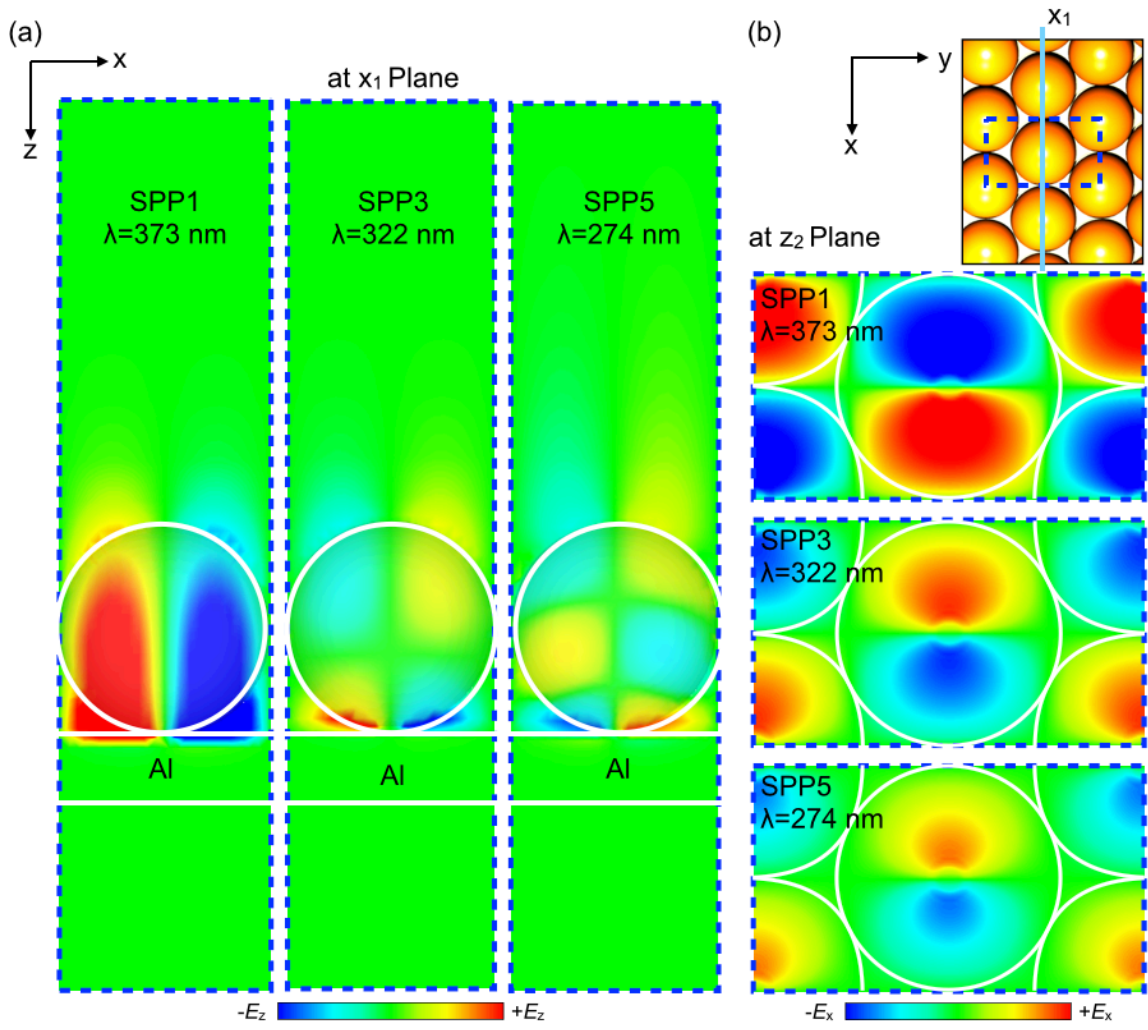 (a)
x
z
at x₁ Plane
SPP1
λ=373 nm
SPP3
λ=322 nm
SPP5
λ=274 nm
Al
Al
Al
-Ez
+Ez
(b)
x₁
y
x
at z₂ Plane
SPP1
λ=373 nm
SPP3
λ=322 nm
SPP5
λ=274 nm
-Ex
+Ex